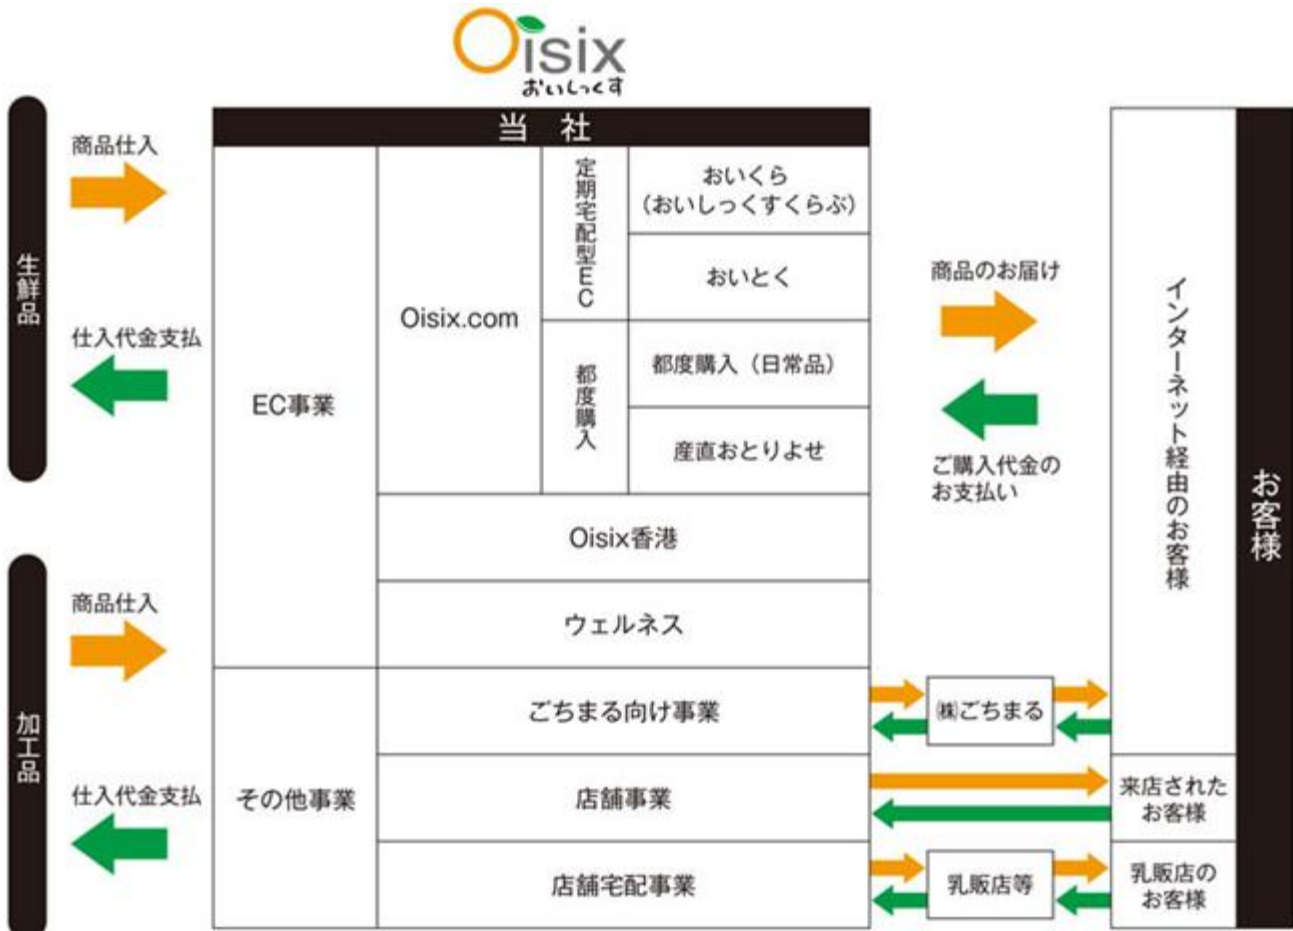 Oisix
おいしっくす
当 社
生鮮品
商品仕入
仕入代金支払
加工品
商品仕入
仕入代金支払
EC事業
Oisix.com
定期宅配型EC
おいくら
(おいしっくすくらぶ)
おいとく
都度購入
都度購入（日常品）
産直おとりよせ
Oisix香港
ウェルネス
その他事業
ごちまる向け事業
店舗事業
店舗宅配事業
商品のお届け
ご購入代金の
お支払い
㈱ごちまる
乳販店等
インターネット経由のお客様
来店された
お客様
乳販店の
お客様
お客様